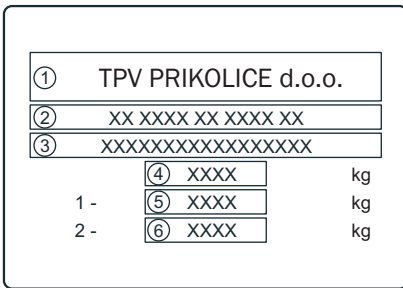 ① TPV PRIKOLICE d.o.o.
② XX XXXX XX XXXX XX
③ XXXXXXXXXXXXXXXXX
④ XXXX kg
1 - ⑤ XXXX kg
2 - ⑥ XXXX kg